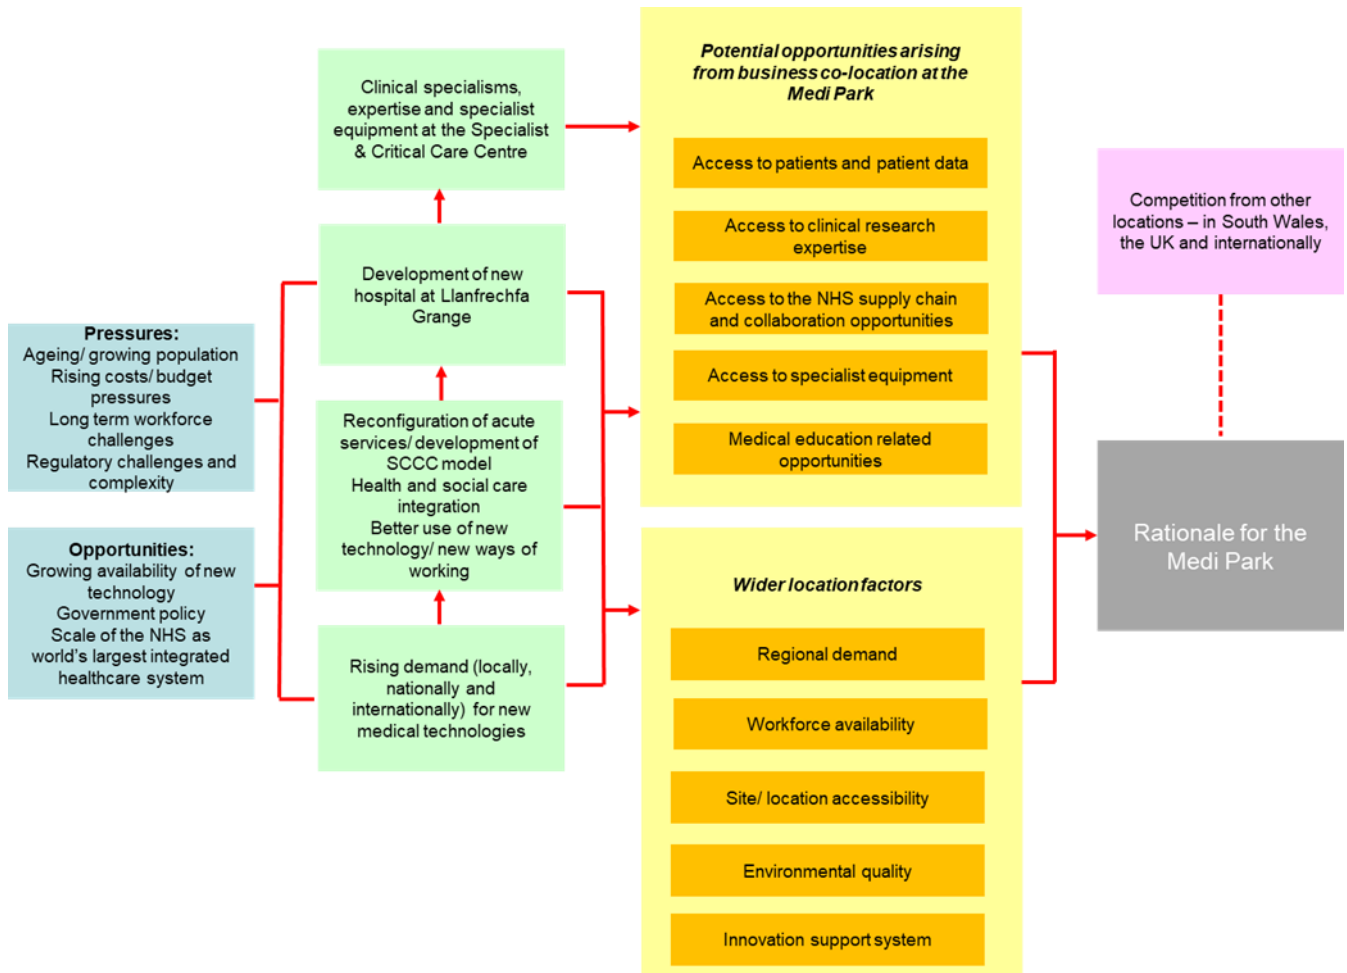 Pressures:
Ageing/ growing population
Rising costs/ budget
pressures
Long term workforce
challenges
Regulatory challenges and
complexity
Opportunities:
Growing availability of new
technology
Government policy
Scale of the NHS as
world's largest integrated
healthcare system
Clinical specialisms,
expertise and specialist
equipment at the Specialist
& Critical Care Centre
Development of new
hospital at Llanfrechfa
Grange
Reconfiguration of acute
services/ development of
SCCC model
Health and social care
integration
Better use of new
technology/ new ways of
working
Rising demand (locally,
nationally and
internationally) for new
medical technologies
Potential opportunities arising
from business co-location at the
Medi Park
Access to patients and patient data
Access to clinical research
expertise
Access to the NHS supply chain
and collaboration opportunities
Access to specialist equipment
Medical education related
opportunities
Wider location factors
Regional demand
Workforce availability
Site/ location accessibility
Environmental quality
Innovation support system
Competition from other
locations – in South Wales,
the UK and internationally
Rationale for the
Medi Park